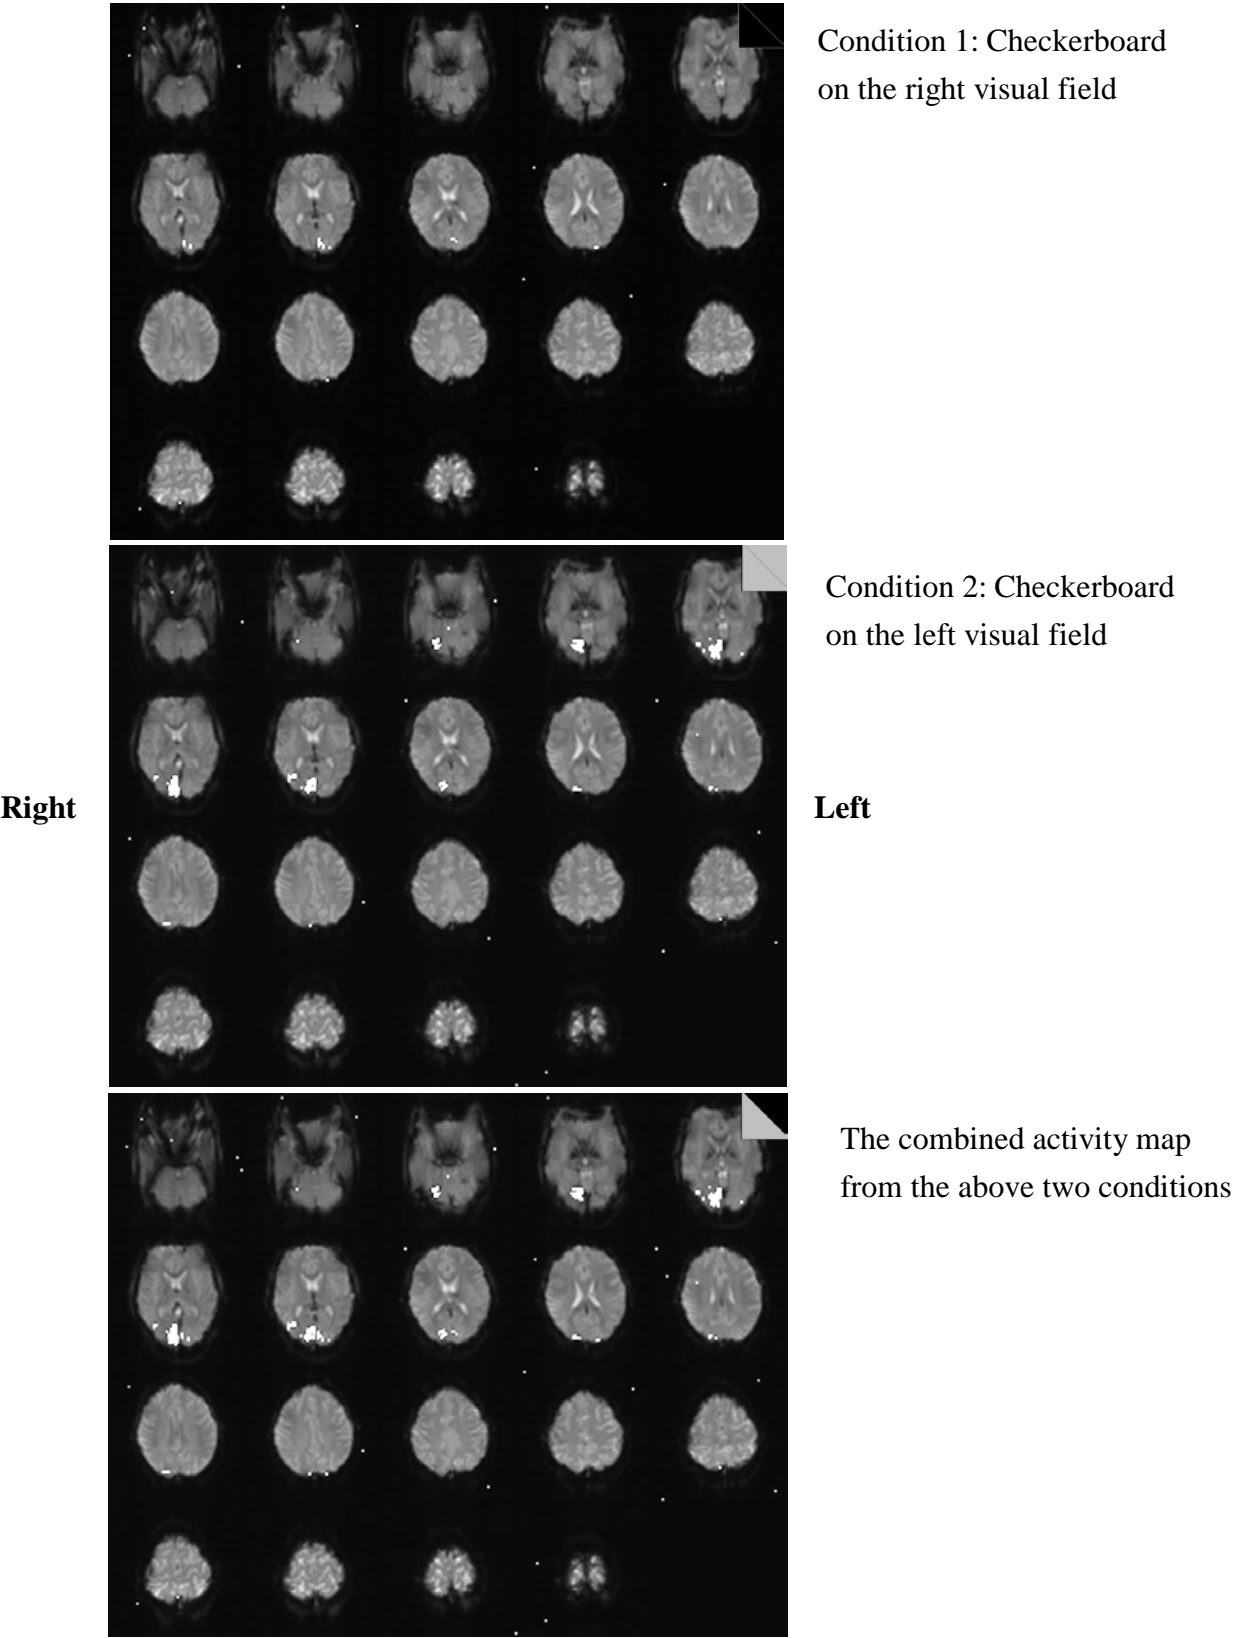 Condition 1: Checkerboard
on the right visual field
Condition 2: Checkerboard
on the left visual field
Right
Left
The combined activity map
from the above two conditions